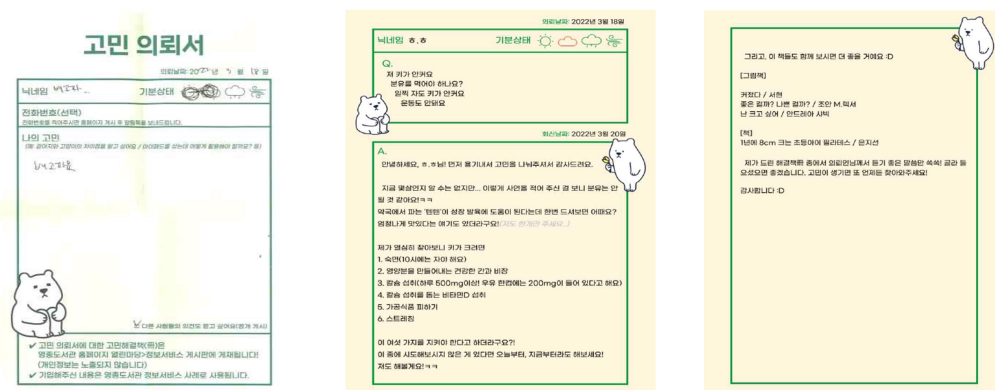 고민 의뢰서
의뢰날짜: 2022년 월 18일
닉네임 배고파..
기분상태
전화번호(선택)
전화번호를 적어주시면 홈페이지 게시 후 알림톡을 보내드립니다.
나의 고민
배고파요
다른 사람들의 의견도 듣고 싶어요(공개 게시)
✔ 고민 의뢰서에 대한 고민해결책(冊)은
영종도서관 홈페이지 열린마당>정보서비스 게시판에 게재됩니다!
(개인정보는 노출되지 않습니다)
✔ 기입해주신 내용은 영종도서관 정보서비스 사례로 사용됩니다.
의뢰날짜: 2022년 3월 18일
닉네임 ㅎ.ㅎ
기분상태
Q.
저 키가 안커요
분유를 먹어야 하나요?
일찍 자도 키가 안커요
운동도 안돼요
회신날짜: 2022년 3월 20일
A.
안녕하세요, ㅎ.ㅎ님! 먼저 용기내서 고민을 나눠주셔서 감사드려요.
지금 몇살인지 알 수는 없지만... 이렇게 사연을 적어 주신 걸 보니 분유는 안
될 것 같아요!ㅋㅋ
약국에서 파는 '텐텐'이 성장 발육에 도움이 된다는데 한번 드셔보면 어때요?
엄청나게 맛있다는 얘기도 있더라구요!(저도 한개만 주세요..)
제가 열심히 찾아보니 키가 크려면
1. 숙면(10시에는 자야 해요)
2. 영양분을 만들어내는 건강한 간과 비장
3. 칼슘 섭취(하루 500mg이상! 우유 한컵에는 200mg이 들어 있다고 해요)
4. 칼슘 섭취를 돕는 비타민D 섭취
5. 가공식품 피하기
6. 스트레칭
이 여섯 가지를 지켜야 한다고 하더라구요?!
이 중에 시도해보시지 않은 게 있다면 오늘부터, 지금부터라도 해보세요!
저도 해볼게요!ㅋㅋ
그리고, 이 책들도 함께 보시면 더 좋을 거예요 :D
[그림책]
커졌다 / 서현
좋은 걸까? 나쁜 걸까? / 조안 M.렉서
난 크고 싶어 / 안드레아 샤빅
[책]
1년에 8cm 크는 초등아이 필라테스 / 은지선
제가 드린 해결책冊 중에서 의뢰인님께서 듣기 좋은 말씀만 쏙쏙! 골라 들
으셨으면 좋겠습니다. 고민이 생기면 또 언제든 찾아와주세요!
감사합니다 :D